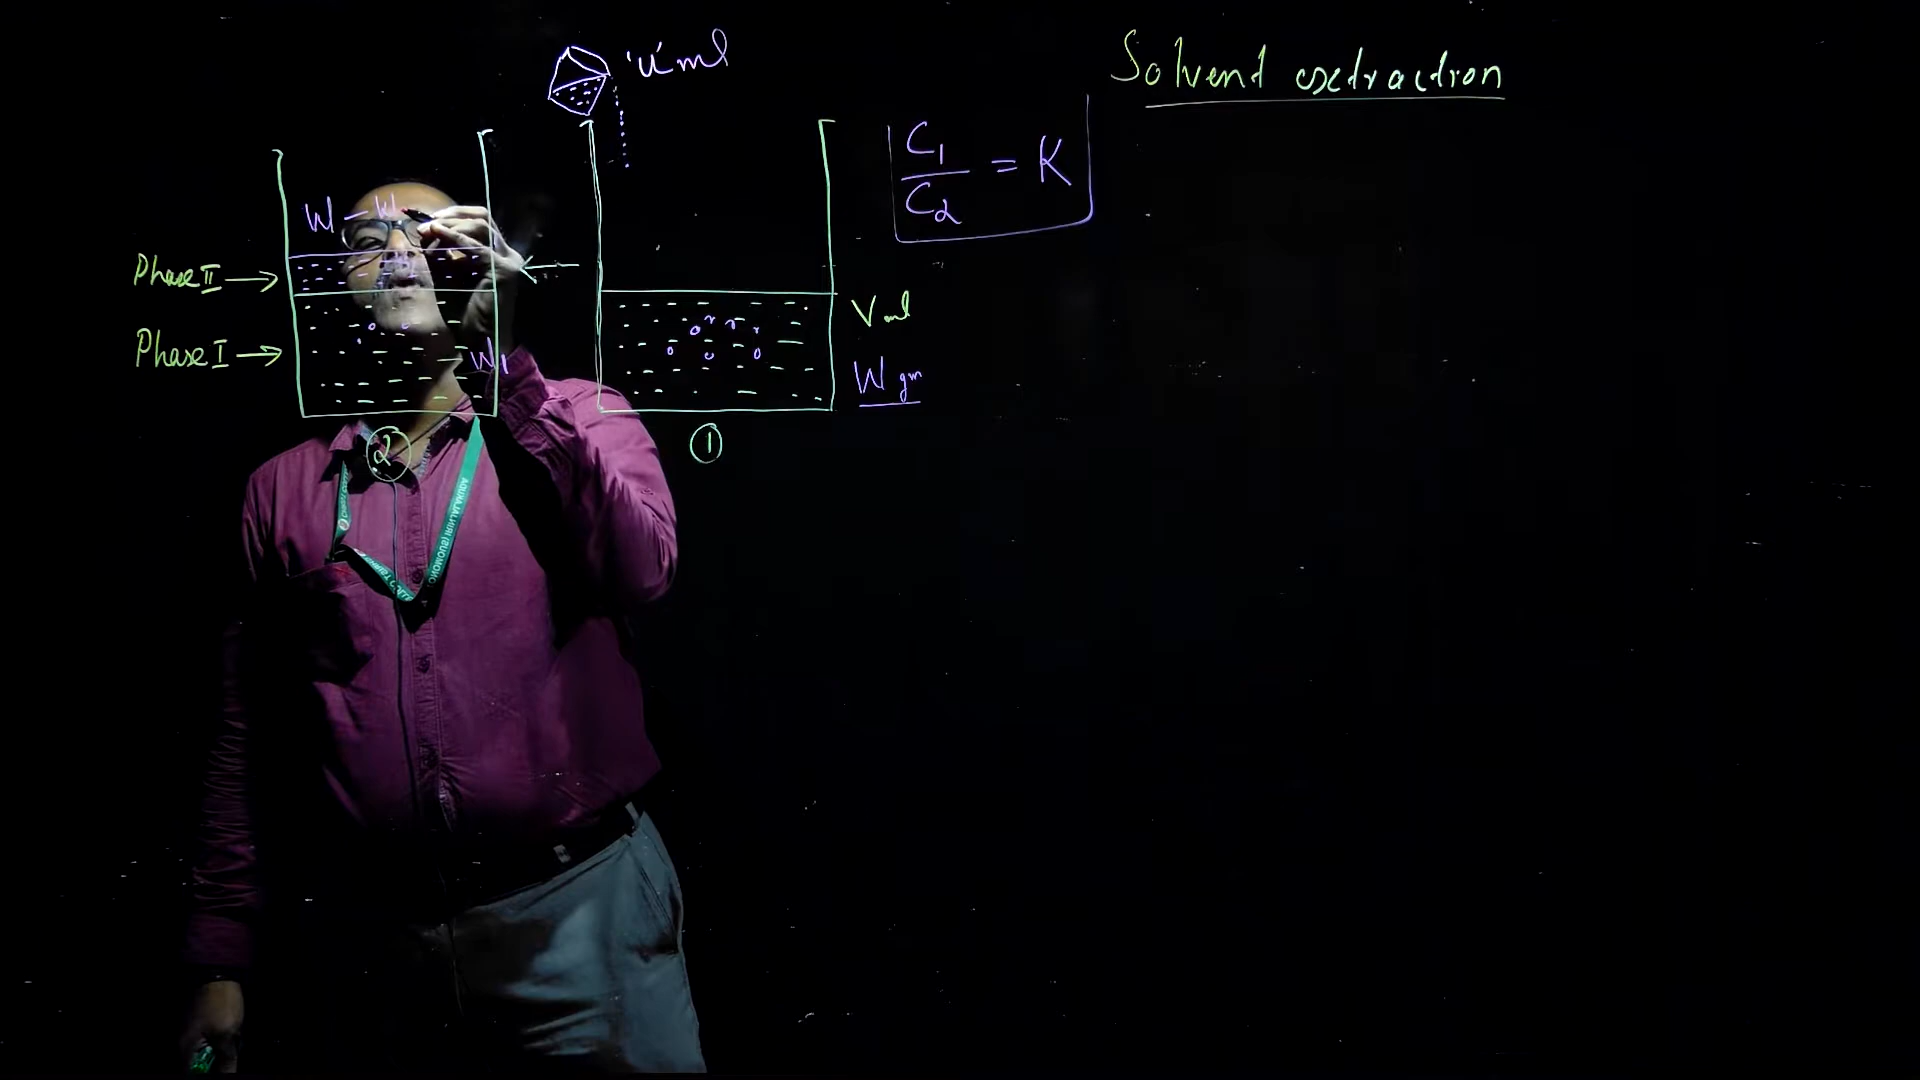 Solvent extraction
'u' ml
C1
C2
= K
W - W1
Phase II →
Phase I →
W1
V ml
W gm
②
①